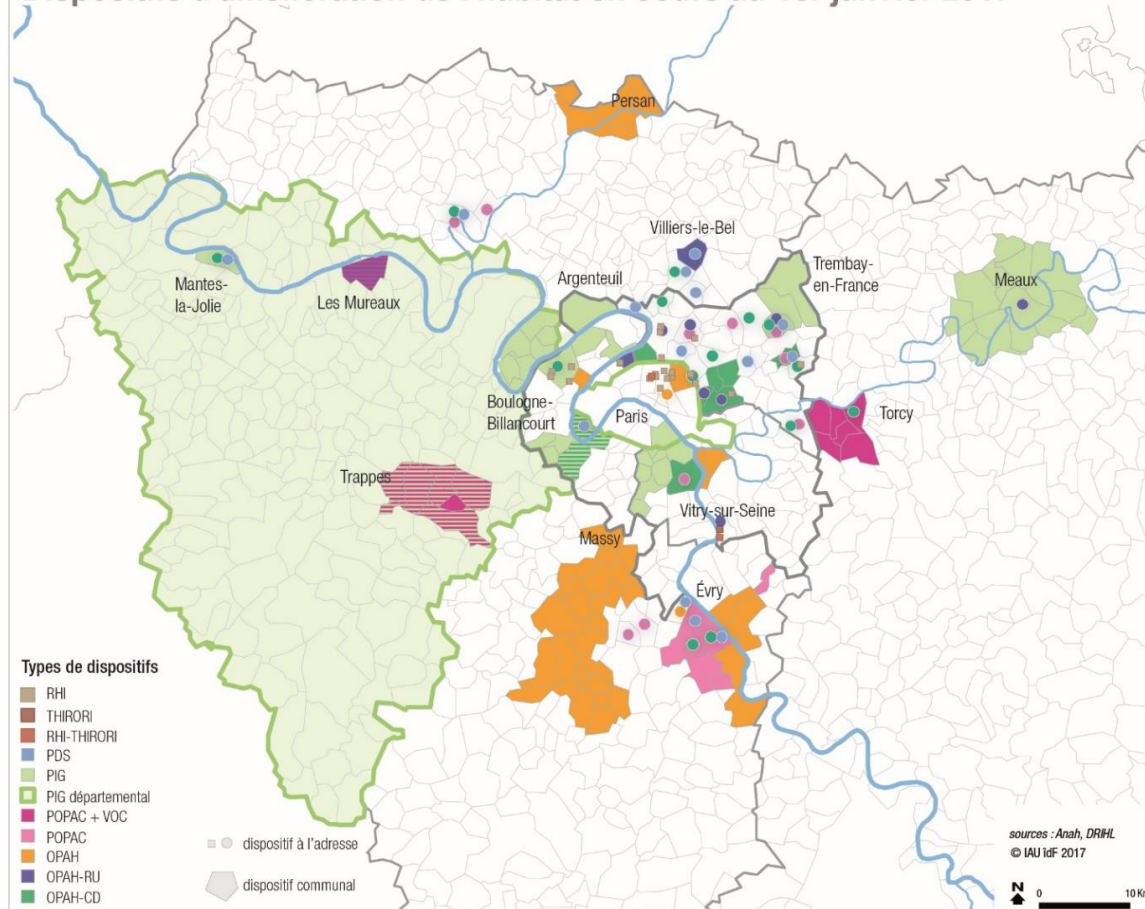 Persan
Villiers-le-Bel
Argenteuil
Trembay-
en-France
Meaux
Mantes-
la-Jolie
Les Mureaux
Boulogne-
Billancourt
Paris
Torcy
Trappes
Vitry-sur-Seine
Massy
Évry
Types de dispositifs
RHI
THIRORI
RHI-THIRORI
PDS
PIG
PIG départemental
POPAC + VOC
POPAC
OPAH
OPAH-RU
OPAH-CD
dispositif à l'adresse
dispositif communal
sources : Anah, DRIHL
© IAU îdF 2017
N
0 10 K